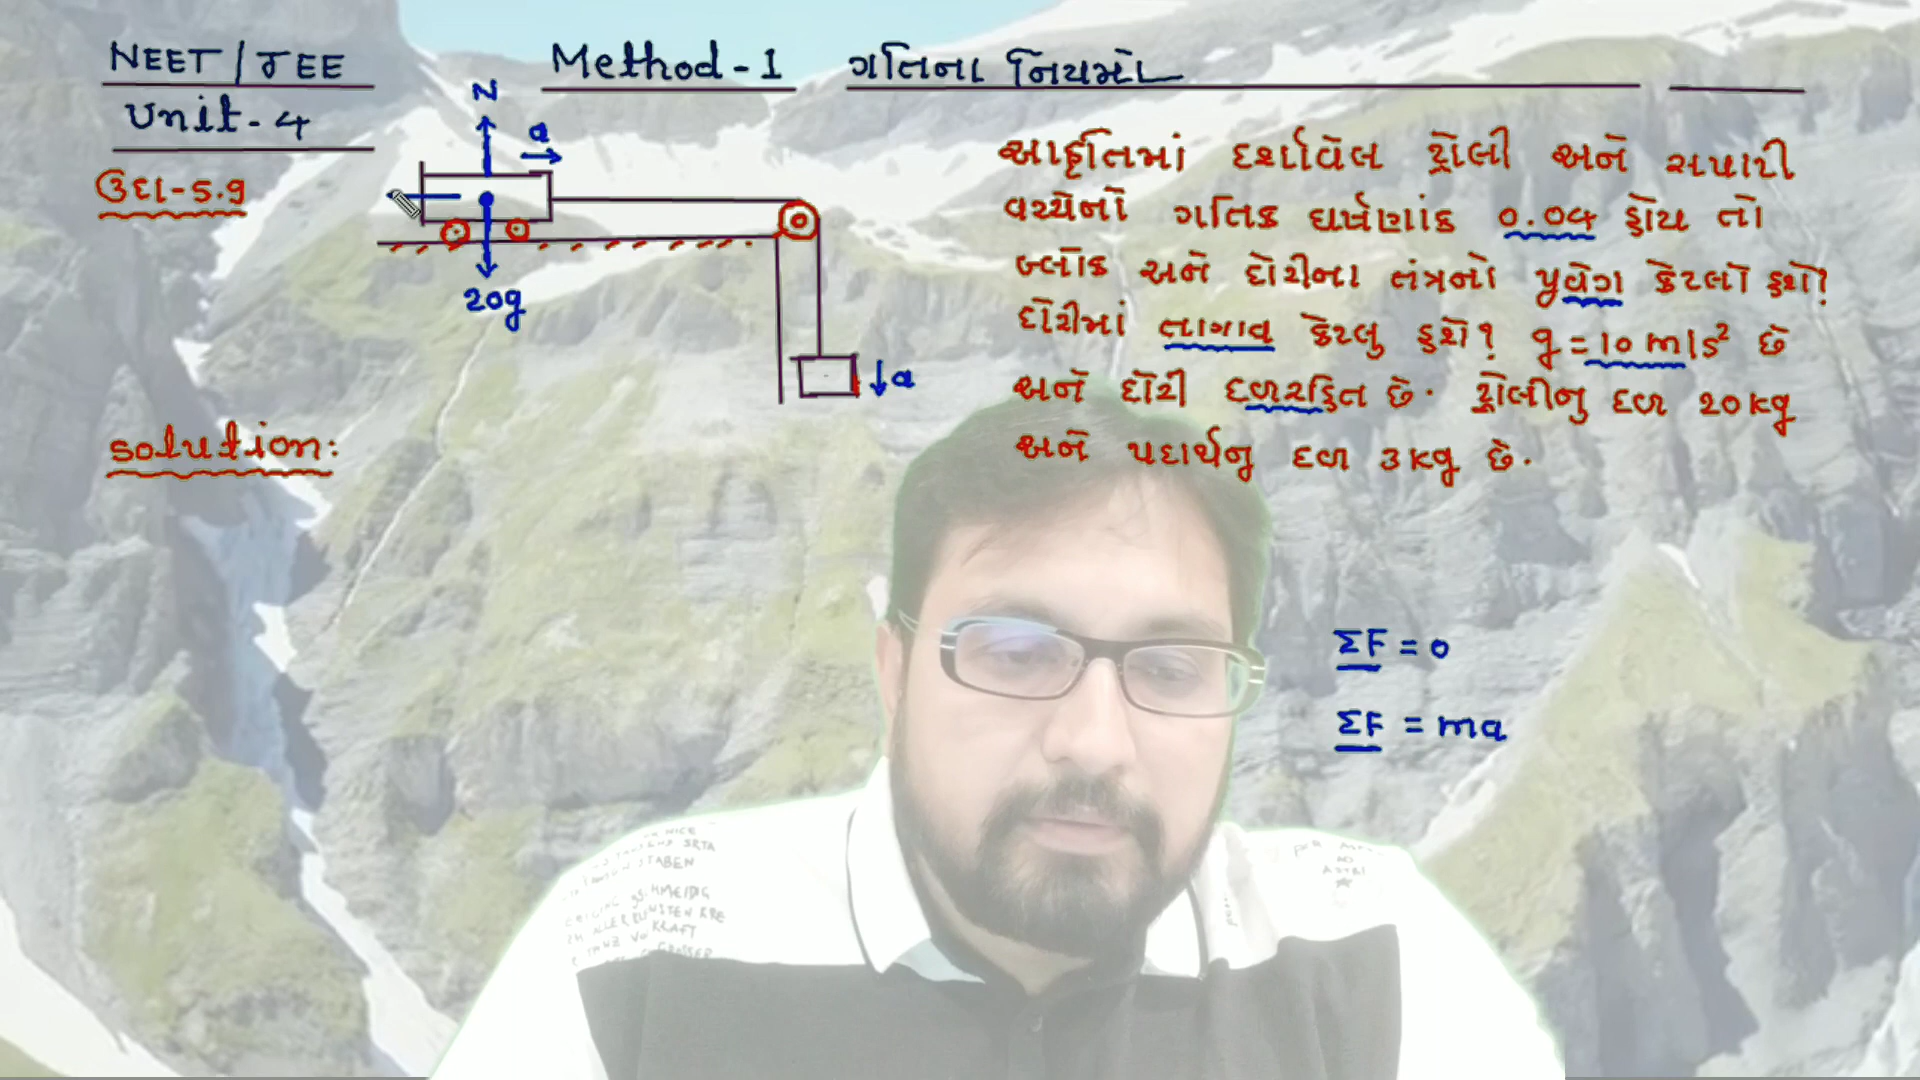 NEET / JEE
Method - 1
ગતિના નિયમો
Unit - 4
ઉદા-5.9
N
a
20g
a
આકૃતિમાં દર્શાવેલ ટ્રોલી અને સપાટી
વચ્ચેનો ગતિક ઘર્ષણાંક 0.04 હોય તો
બ્લોક અને દોરીના તંત્રનો પ્રવેગ કેટલો હશે?
દોરીમાં તાણાવ કેટલુ હશે? g = 10 m/s² છે
અને દોરી દળરહિત છે. ટ્રોલીનુ દળ 20 kg
અને પદાર્થનુ દળ 3 kg છે.
solution:
ΣF = 0
ΣF = ma